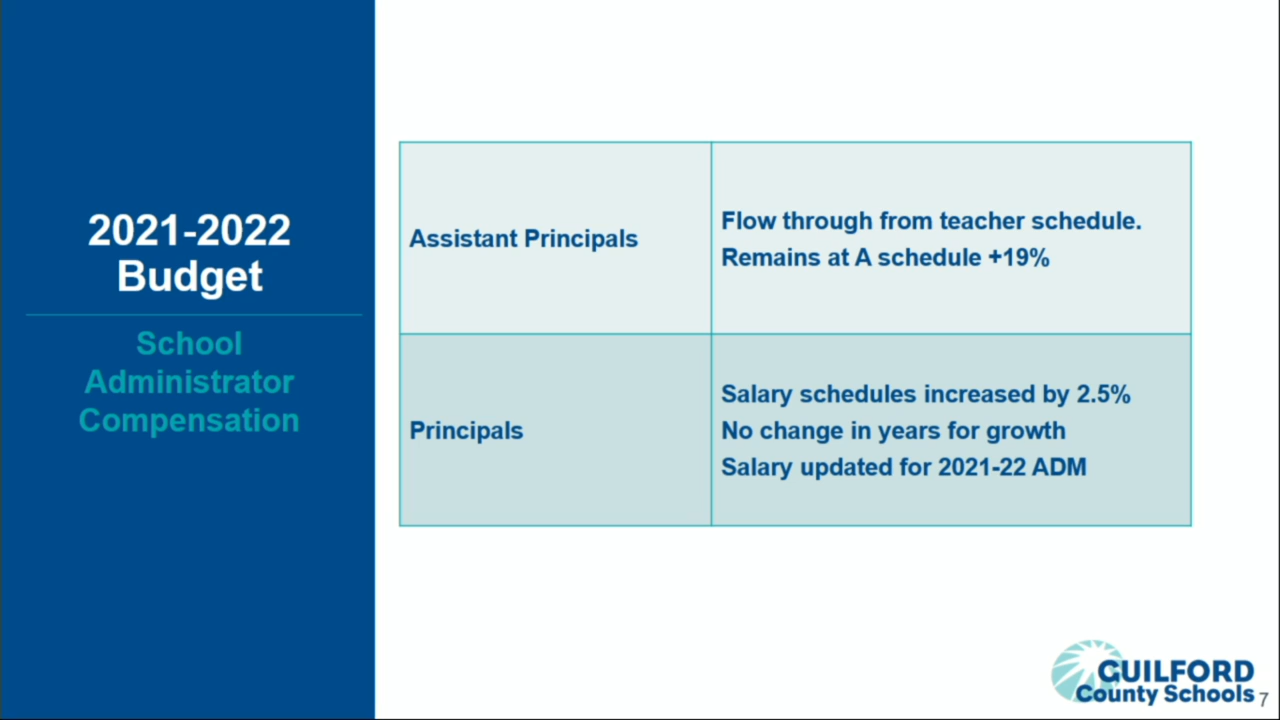 2021-2022
Budget
School
Administrator
Compensation
Assistant Principals
Flow through from teacher schedule.
Remains at A schedule +19%
Principals
Salary schedules increased by 2.5%
No change in years for growth
Salary updated for 2021-22 ADM
GUILFORD
County Schools
7